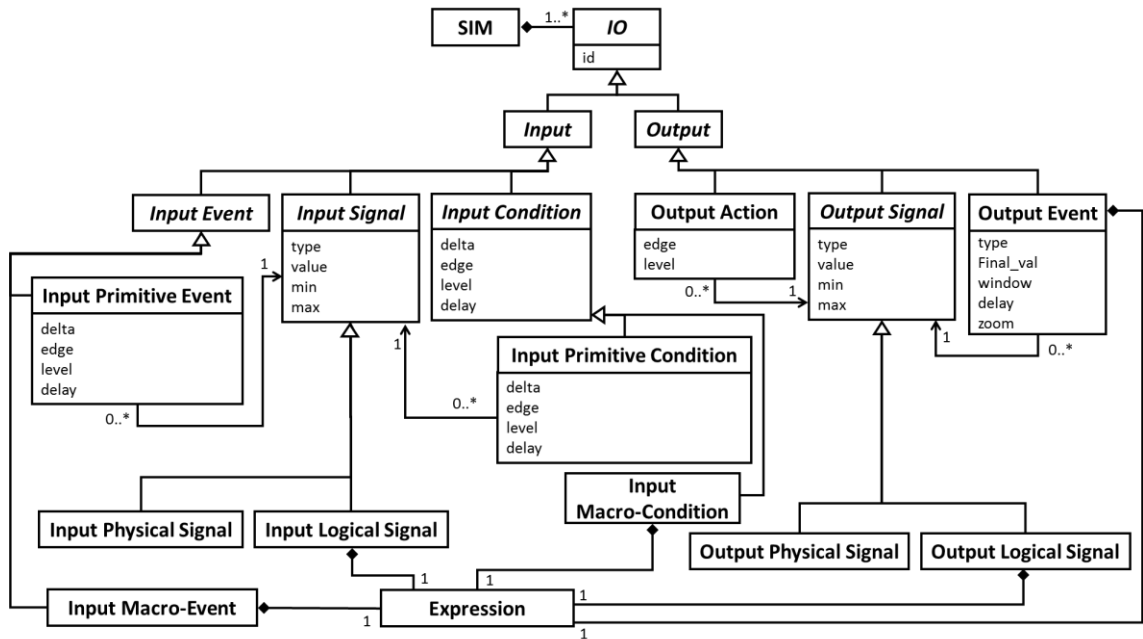 SIM
1..*
IO
id
Input
Output
Input Event
Input Signal
type
value
min
max
Input Condition
delta
edge
level
delay
Output Action
edge
level
Output Signal
type
value
min
max
Output Event
type
Final_val
window
delay
zoom
1
0..*
1
1
0..*
Input Primitive Event
delta
edge
level
delay
0..*
1
0..*
Input Primitive Condition
delta
edge
level
delay
Input
Macro-Condition
Input Physical Signal
Input Logical Signal
Output Physical Signal
Output Logical Signal
1
1
1
Input Macro-Event
1
Expression
1